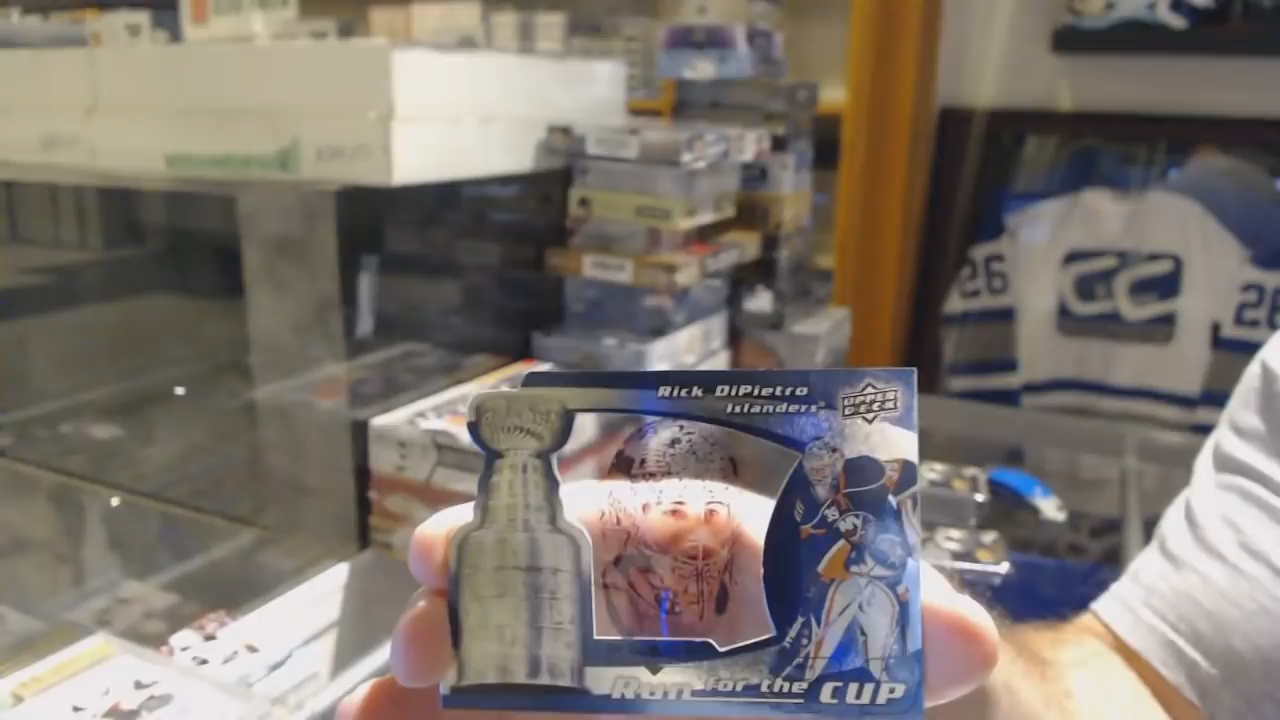 Rick DiPietro
Islanders
UPPER
DECK
Run for the CUP
26
26